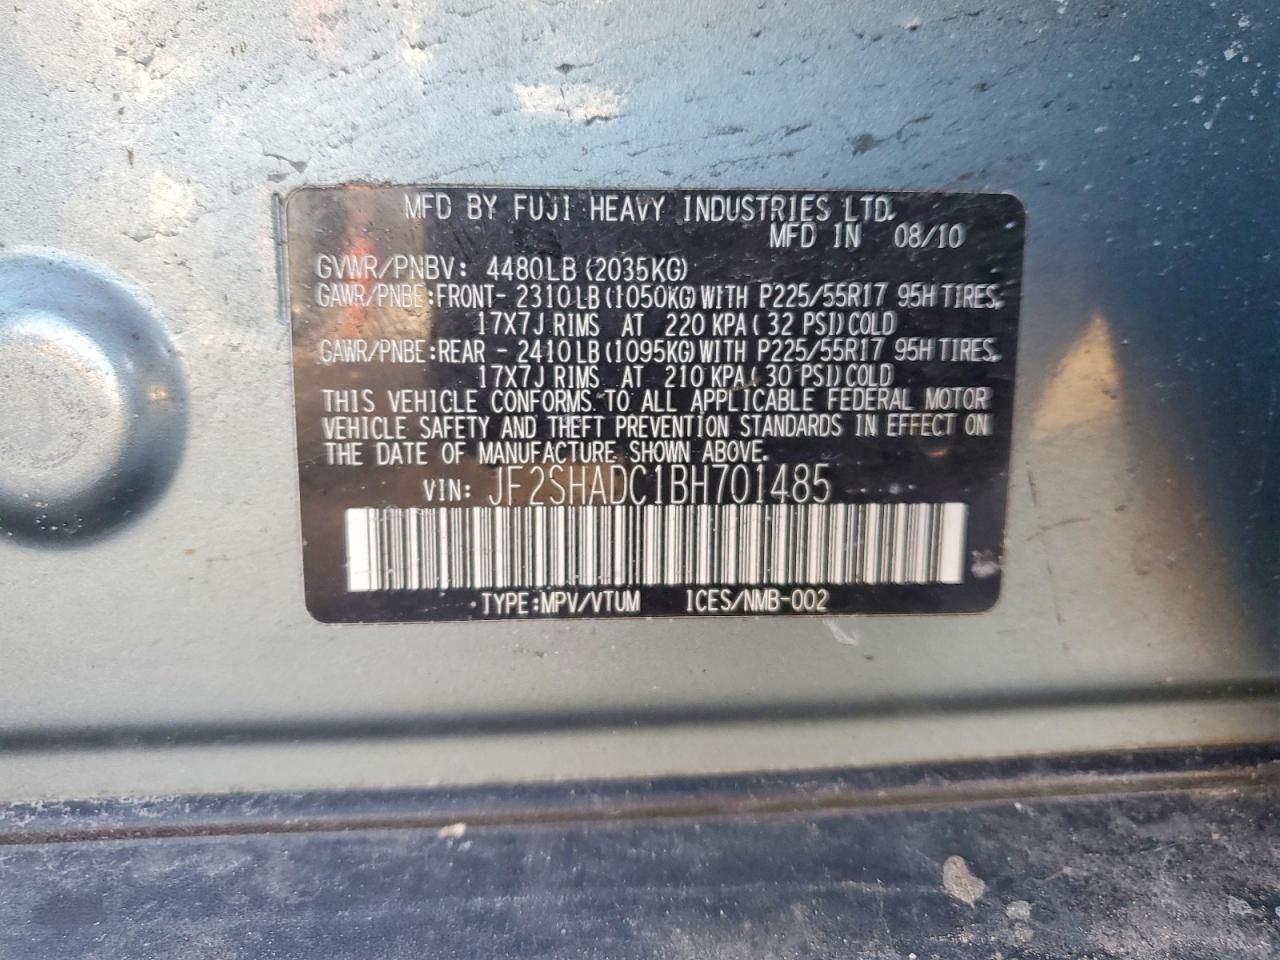 MFD BY FUJI HEAVY INDUSTRIES LTD.
MFD IN 08/10
GVWR/PNBV: 4480LB (2035KG)
GAWR/PNBE:FRONT- 2310LB (1050KG) WITH P225/55R17 95H TIRES,
17X7J RIMS AT 220 KPA ( 32 PSI) COLD
GAWR/PNBE:REAR - 2410LB (1095KG) WITH P225/55R17 95H TIRES,
17X7J RIMS AT 210 KPA ( 30 PSI) COLD
THIS VEHICLE CONFORMS TO ALL APPLICABLE FEDERAL MOTOR
VEHICLE SAFETY AND THEFT PREVENTION STANDARDS IN EFFECT ON
THE DATE OF MANUFACTURE SHOWN ABOVE.
VIN: JF2SHADC1BH701485
TYPE:MPV/VTUM ICES/NMB-002